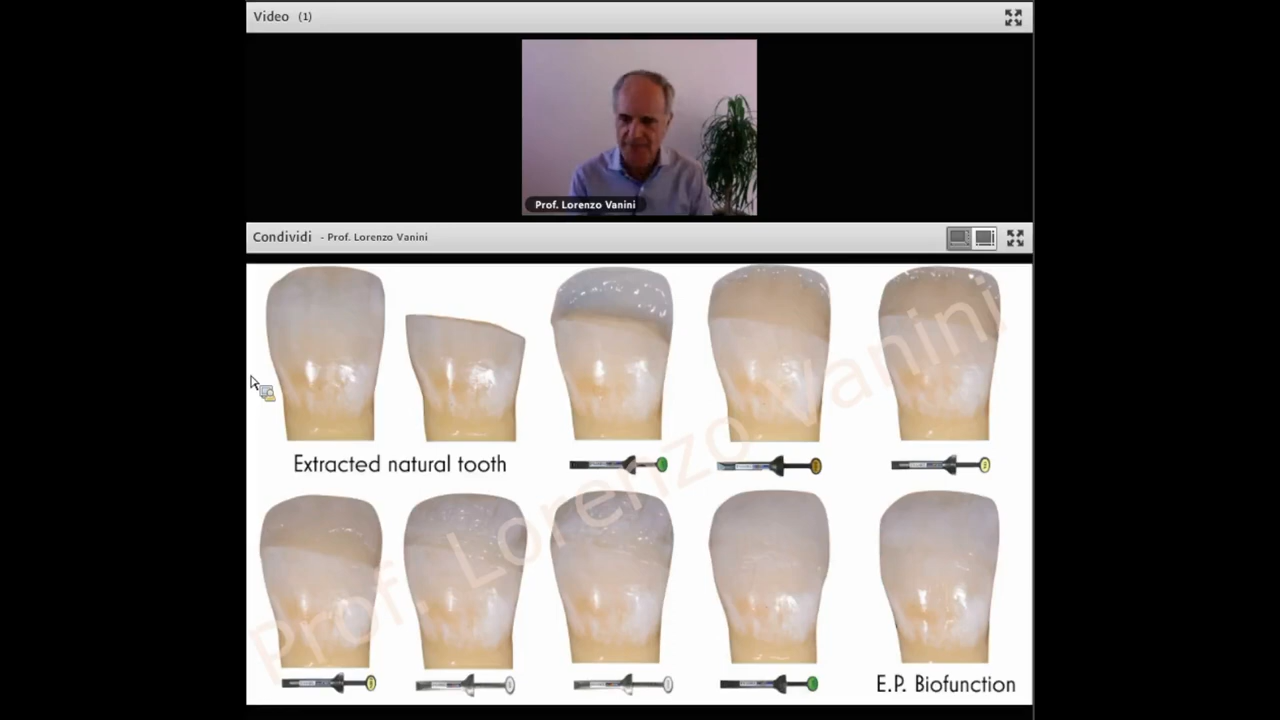 Video (1)
Prof. Lorenzo Vanini
Condividi - Prof. Lorenzo Vanini
Extracted natural tooth
Prof. Lorenzo Vanini
E.P. Biofunction